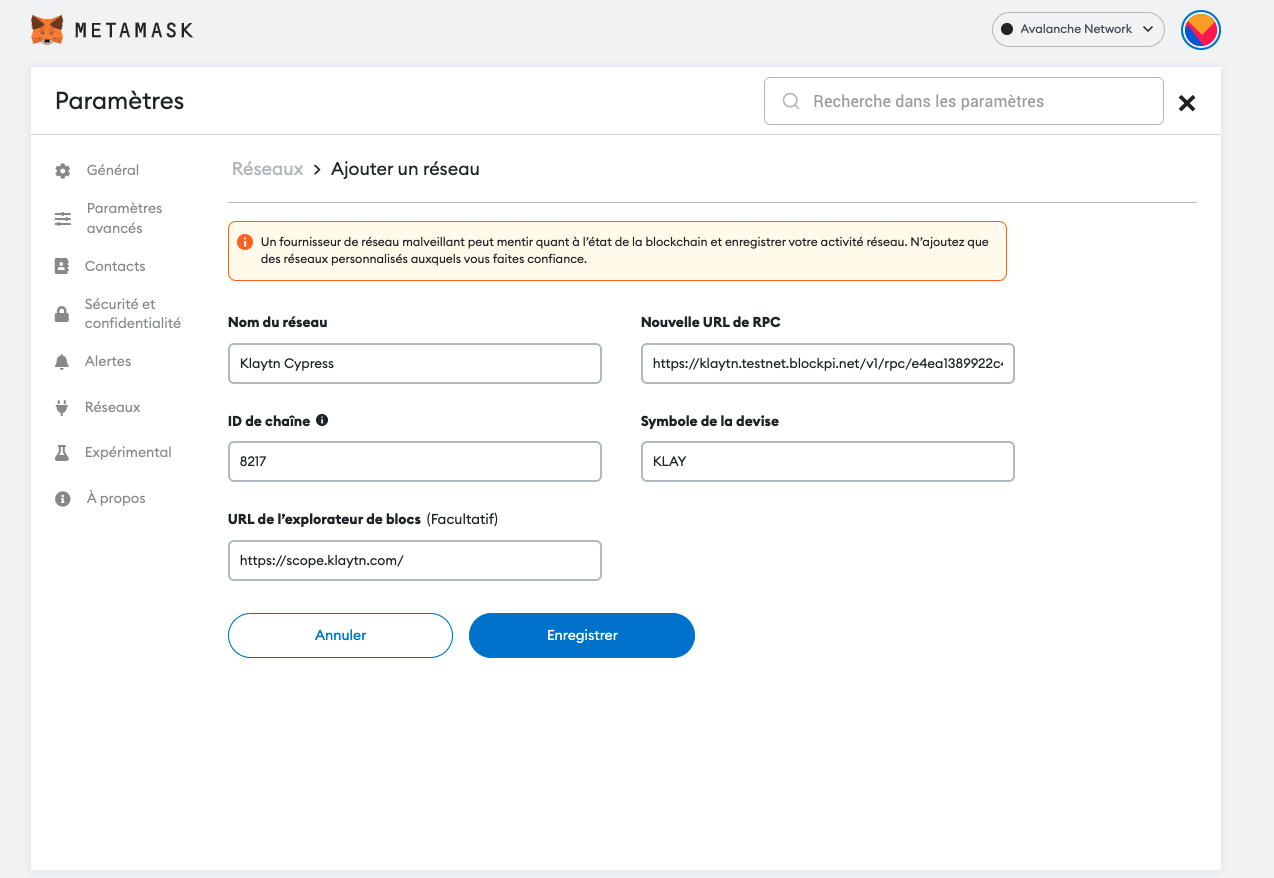 METAMASK
Avalanche Network
Paramètres
Recherche dans les paramètres
Général
Paramètres
avancés
Contacts
Sécurité et
confidentialité
Alertes
Réseaux
Expérimental
À propos
Réseaux > Ajouter un réseau
Un fournisseur de réseau malveillant peut mentir quant à l’état de la blockchain et enregistrer votre activité réseau. N’ajoutez que
des réseaux personnalisés auxquels vous faites confiance.
Nom du réseau
Klaytn Cypress
Nouvelle URL de RPC
https://klaytn.testnet.blockpi.net/v1/rpc/e4ea1389922c4
ID de chaîne
8217
Symbole de la devise
KLAY
URL de l’explorateur de blocs (Facultatif)
https://scope.klaytn.com/
Annuler
Enregistrer